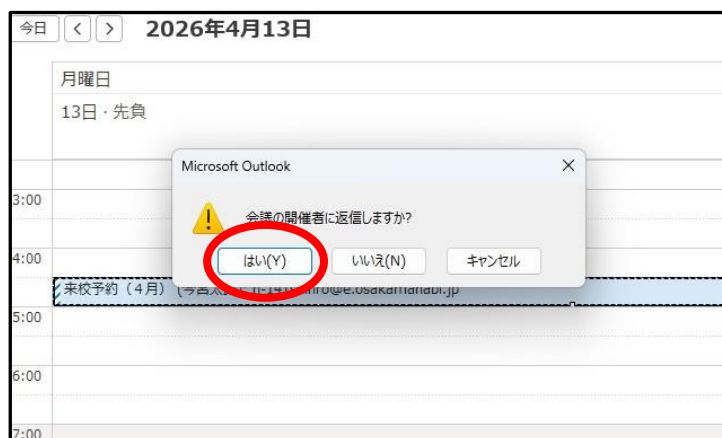 今日 < > 2026年4月13日
月曜日
13日・先負
Microsoft Outlook
会議の開催者に返信しますか?
はい(Y) いいえ(N) キャンセル
3:00
4:00
来校予約(4月)
5:00
6:00
7:00